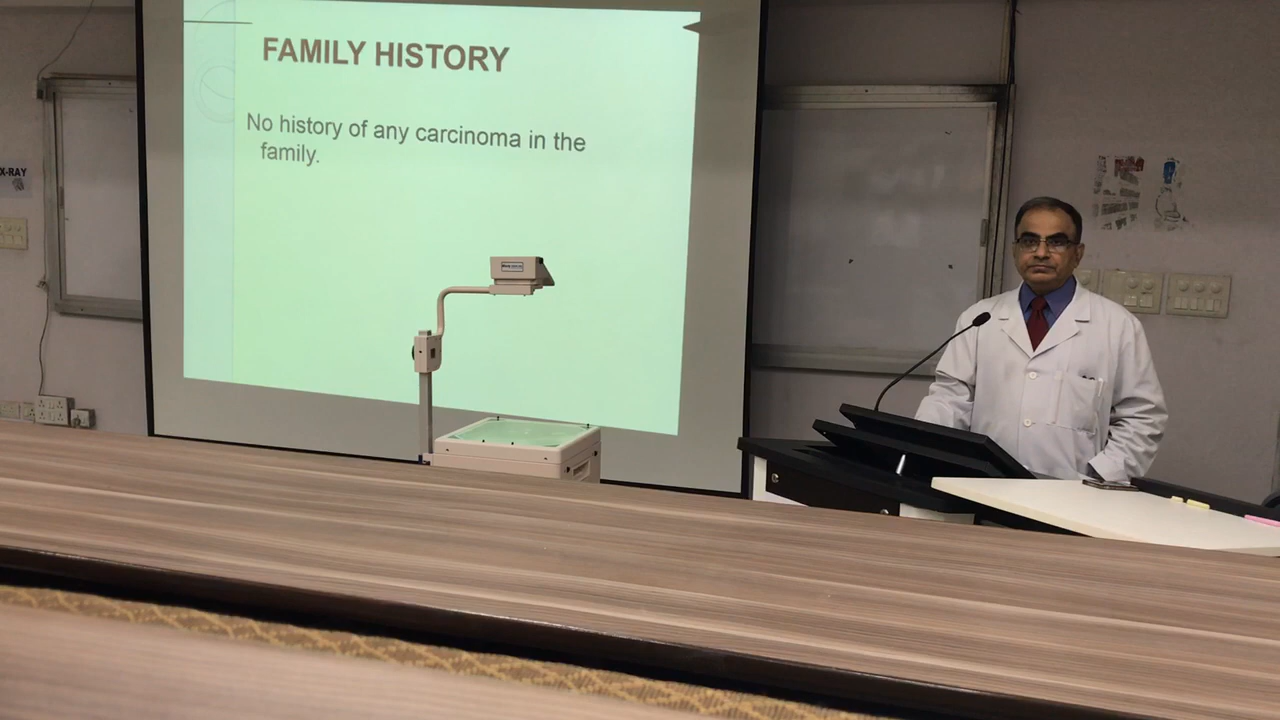 FAMILY HISTORY
No history of any carcinoma in the
family.
X-RAY